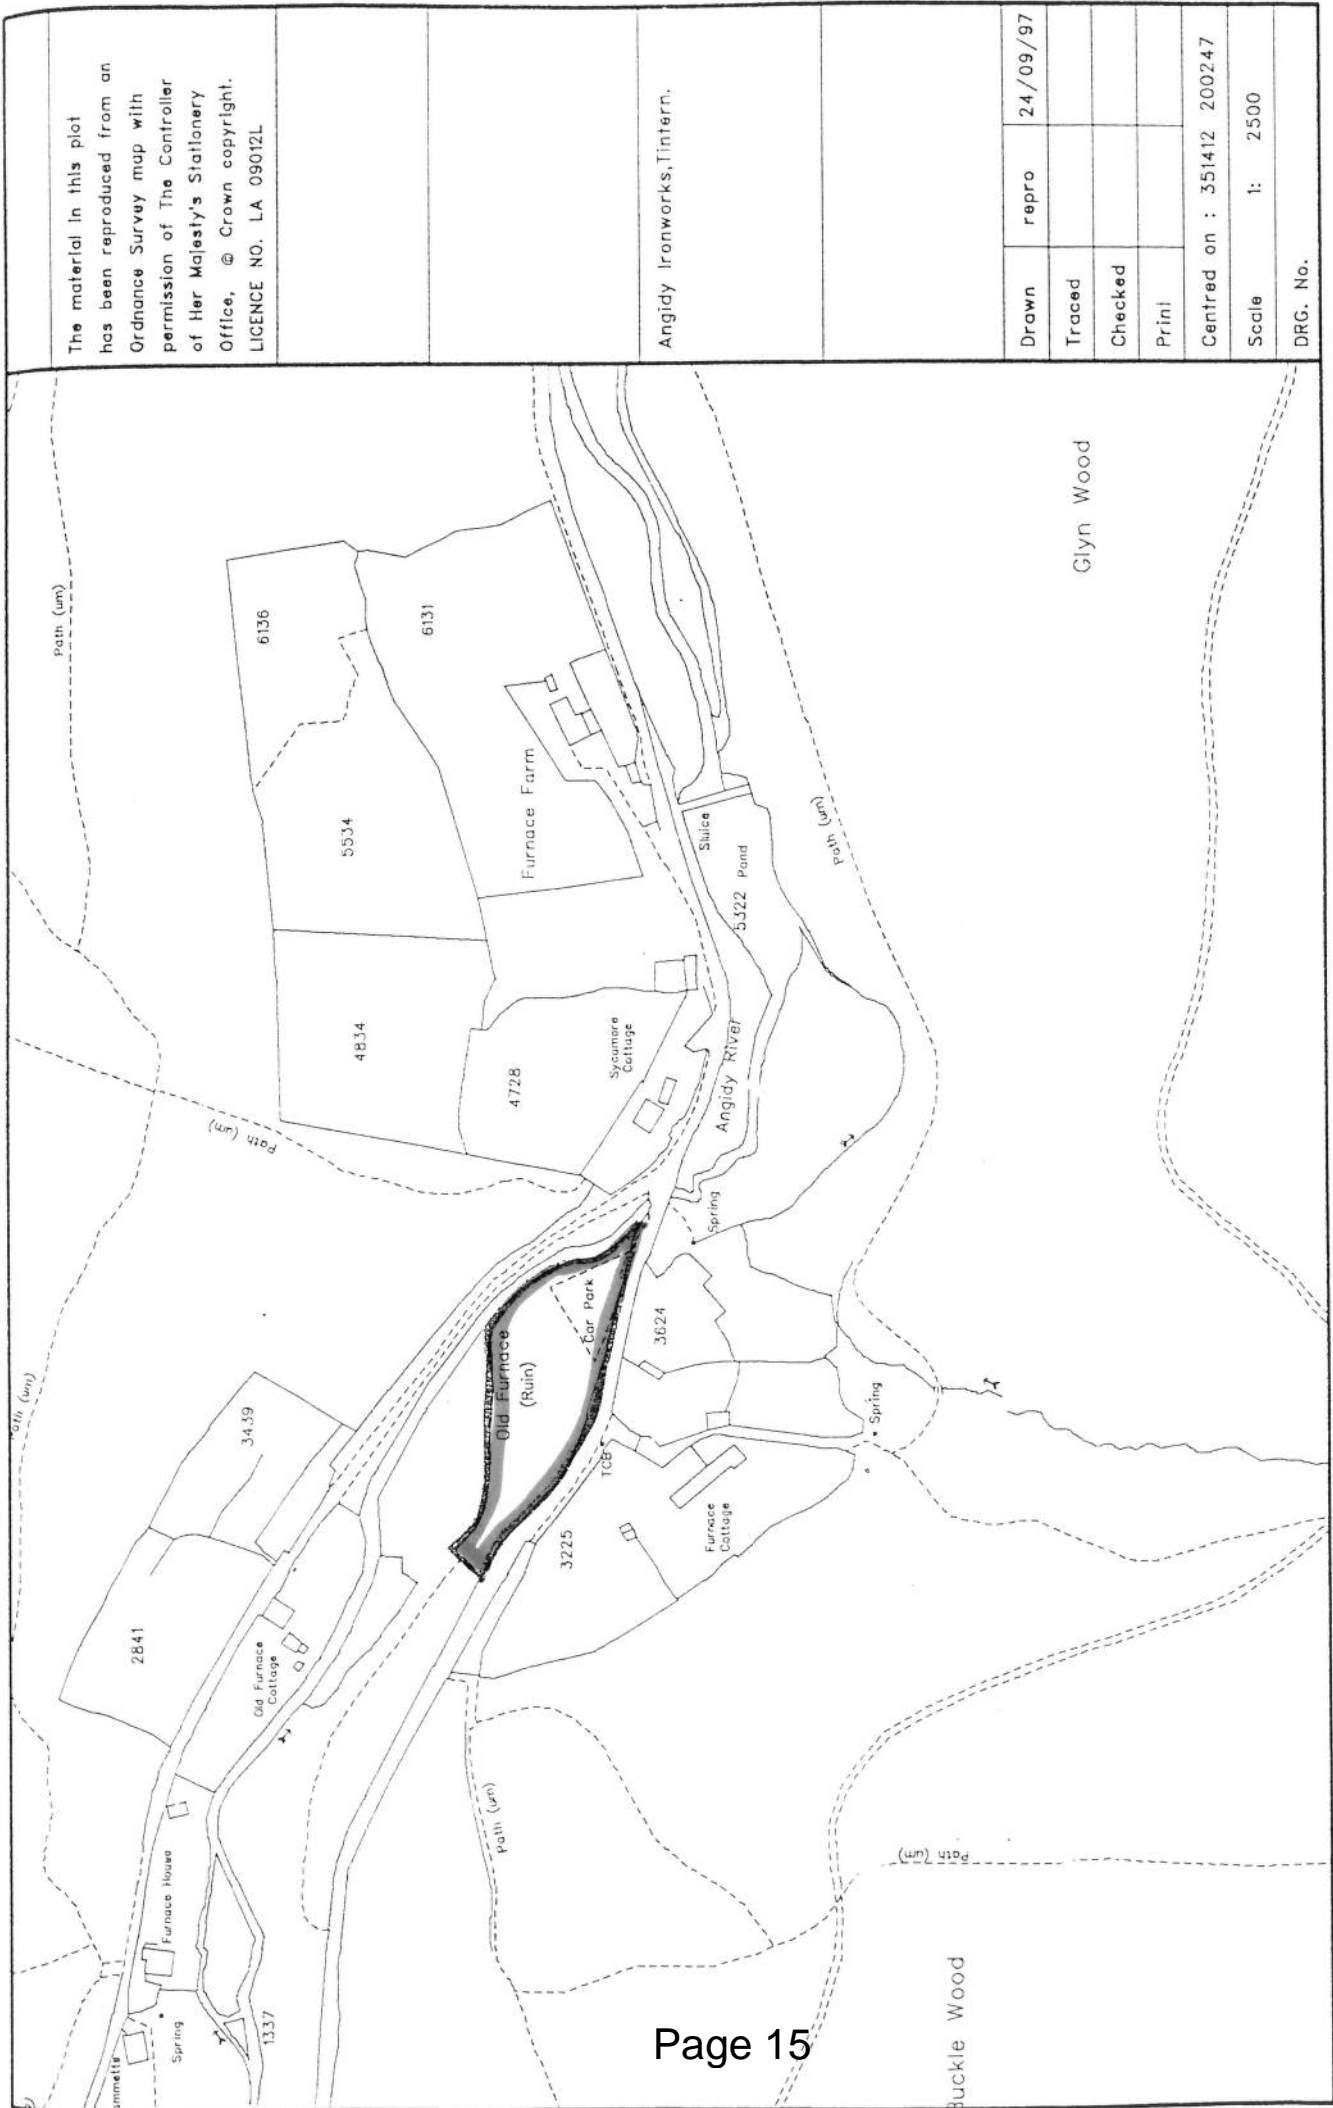 The material in this plot
has been reproduced from an
Ordnance Survey map with
permission of The Controller
of Her Majesty's Stationery
Office, © Crown copyright.
LICENCE NO. LA 09012L
Angidy Ironworks,Tintern.
Drawn repro 24/09/97
Traced
Checked
Print
Centred on : 351412 200247
Scale 1: 2500
DRG. No.
Path (um)
6136
6131
5534
Furnace Farm
4834
4728
Sycamore
Cottage
Path (um)
Sluice
5322 Pond
Path (um)
Angidy River
Glyn Wood
Spring
Old Furnace
(Ruin)
Car Park
3624
TCB
Spring
Path (um)
3439
2841
Old Furnace
Cottage
3225
Furnace
Cottage
Path (um)
Path (um)
Furnace House
Spring
1337
mmetts
Buckle Wood
Page 15